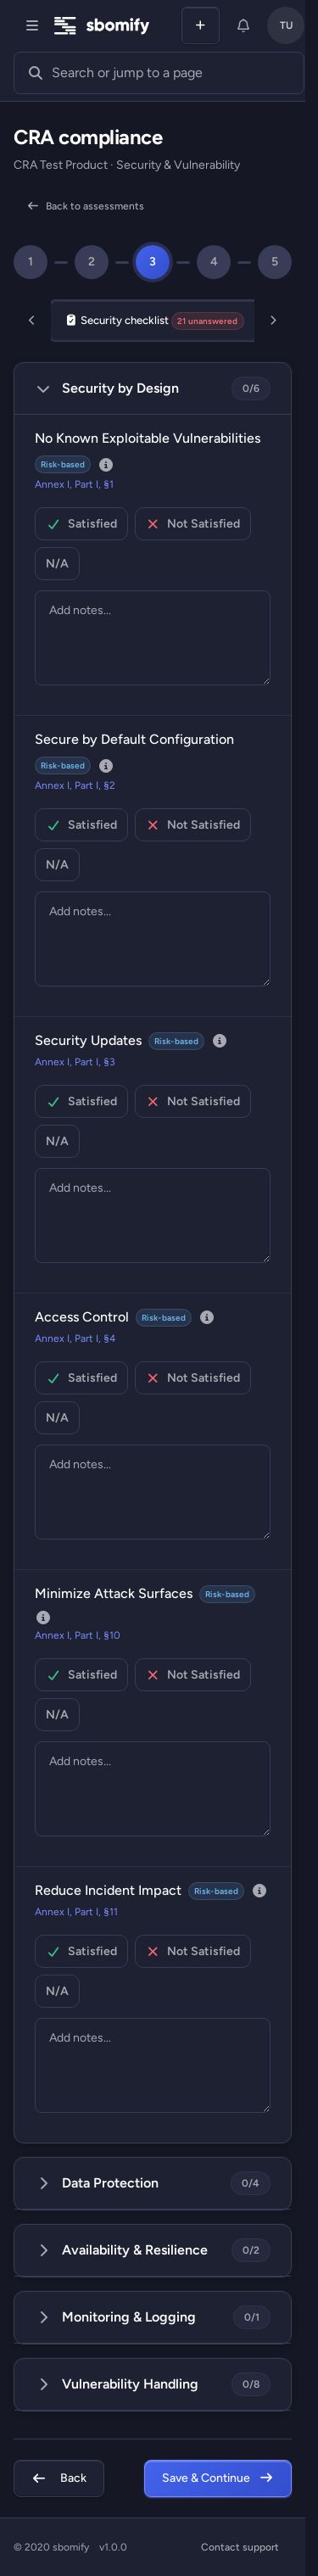 sbomify
+
TU
Search or jump to a page
CRA compliance
CRA Test Product · Security & Vulnerability
Back to assessments
1 2 3 4 5
Security checklist 21 unanswered
Security by Design 0/6
No Known Exploitable Vulnerabilities
Risk-based
Annex I, Part I, §1
Satisfied Not Satisfied
N/A
Add notes...
Secure by Default Configuration
Risk-based
Annex I, Part I, §2
Satisfied Not Satisfied
N/A
Add notes...
Security Updates Risk-based
Annex I, Part I, §3
Satisfied Not Satisfied
N/A
Add notes...
Access Control Risk-based
Annex I, Part I, §4
Satisfied Not Satisfied
N/A
Add notes...
Minimize Attack Surfaces Risk-based
Annex I, Part I, §10
Satisfied Not Satisfied
N/A
Add notes...
Reduce Incident Impact Risk-based
Annex I, Part I, §11
Satisfied Not Satisfied
N/A
Add notes...
Data Protection 0/4
Availability & Resilience 0/2
Monitoring & Logging 0/1
Vulnerability Handling 0/8
Back Save & Continue
© 2020 sbomify v1.0.0 Contact support